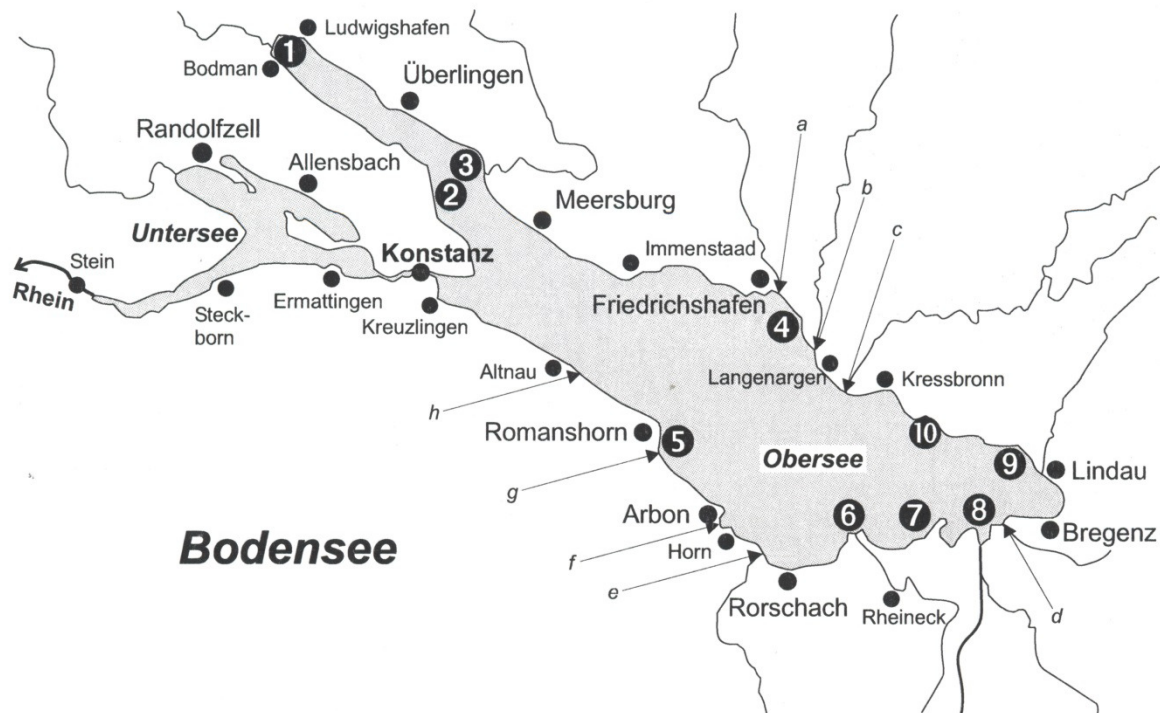 Ludwigshafen
1
Bodman
Überlingen
Randolfzell
a
Allensbach
3
b
2
Meersburg
c
Untersee
Konstanz
Immenstaad
Stein
Rhein
Ermattingen
Friedrichshafen
Steck-
born
Kreuzlingen
4
Altnau
Langenargen
Kressbronn
h
Romanshorn
5
10
Obersee
9
Lindau
g
Arbon
6
7
8
Bregenz
Bodensee
f
Horn
e
Rorschach
Rheineck
d